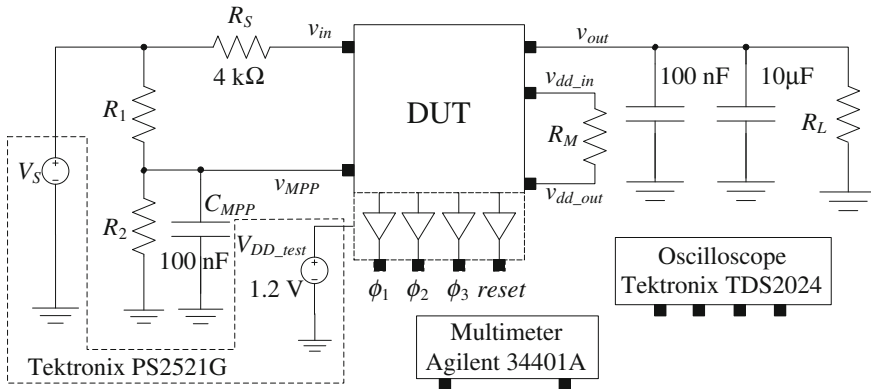 R_S
4 kΩ
v_in
DUT
v_out
v_dd_in
100 nF
10μF
R_1
R_M
R_L
V_S
+
-
v_MPP
v_dd_out
C_MPP
R_2
100 nF
V_DD_test
+
-
1.2 V
ϕ_1
ϕ_2
ϕ_3
reset
Oscilloscope
Tektronix TDS2024
Multimeter
Agilent 34401A
Tektronix PS2521G